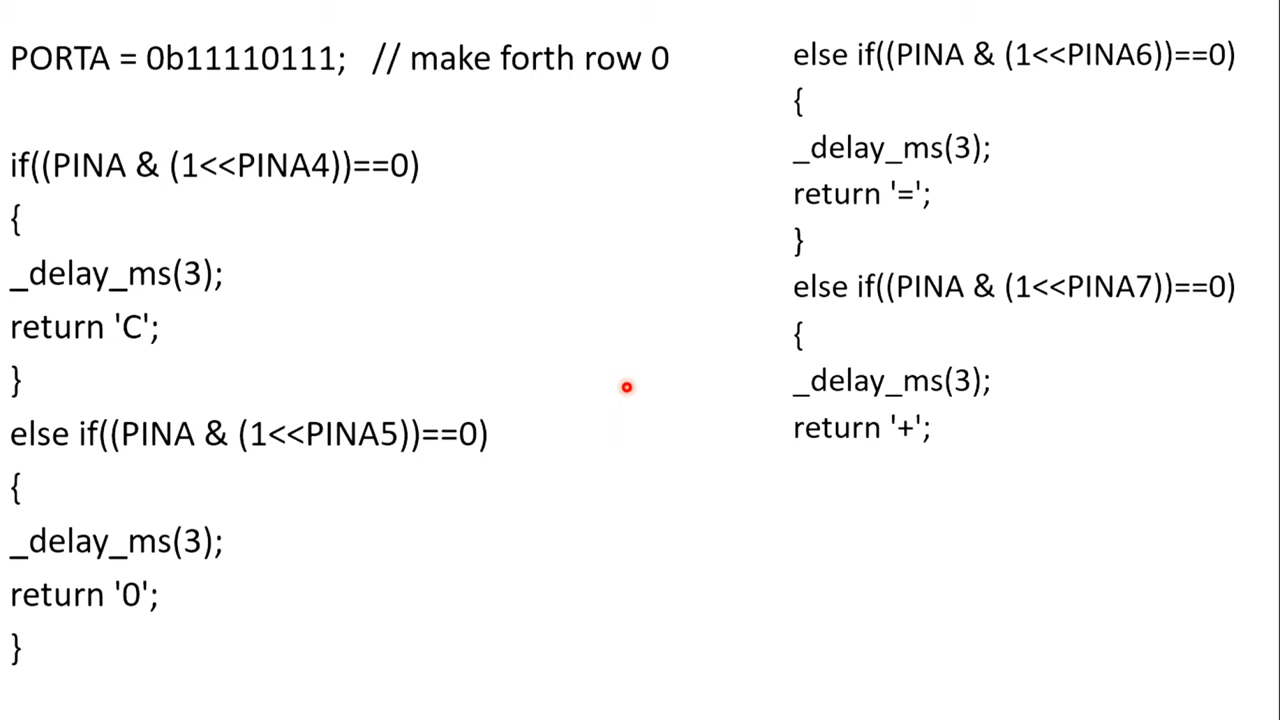 PORTA = 0b11110111;   // make forth row 0
if((PINA & (1<<PINA4))==0)
{
_delay_ms(3);
return 'C';
}
else if((PINA & (1<<PINA5))==0)
{
_delay_ms(3);
return '0';
}
else if((PINA & (1<<PINA6))==0)
{
_delay_ms(3);
return '=';
}
else if((PINA & (1<<PINA7))==0)
{
_delay_ms(3);
return '+';